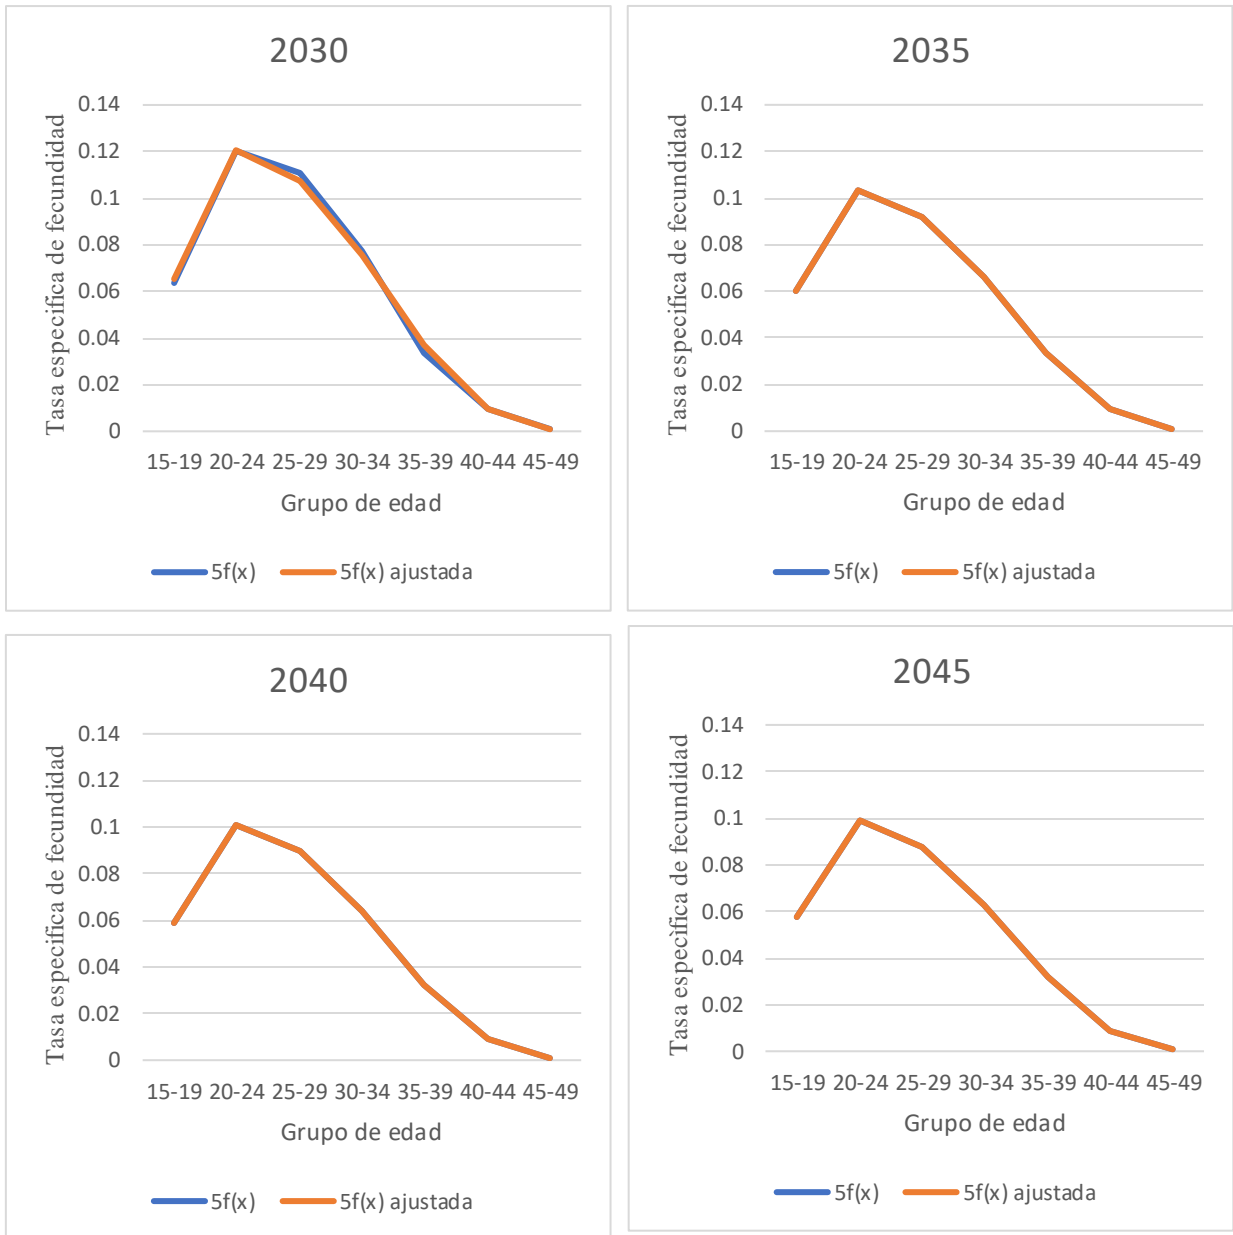 2030
Tasa especifica de fecundidad
0.14
0.12
0.1
0.08
0.06
0.04
0.02
0
15-19 20-24 25-29 30-34 35-39 40-44 45-49
Grupo de edad
5f(x) 5f(x) ajustada
2035
Tasa específica de fecundidad
0.14
0.12
0.1
0.08
0.06
0.04
0.02
0
15-19 20-24 25-29 30-34 35-39 40-44 45-49
Grupo de edad
5f(x) 5f(x) ajustada
2040
Tasa especifica de fecundidad
0.14
0.12
0.1
0.08
0.06
0.04
0.02
0
15-19 20-24 25-29 30-34 35-39 40-44 45-49
Grupo de edad
5f(x) 5f(x) ajustada
2045
Tasa especìfica de fecundidad
0.14
0.12
0.1
0.08
0.06
0.04
0.02
0
15-19 20-24 25-29 30-34 35-39 40-44 45-49
Grupo de edad
5f(x) 5f(x) ajustada